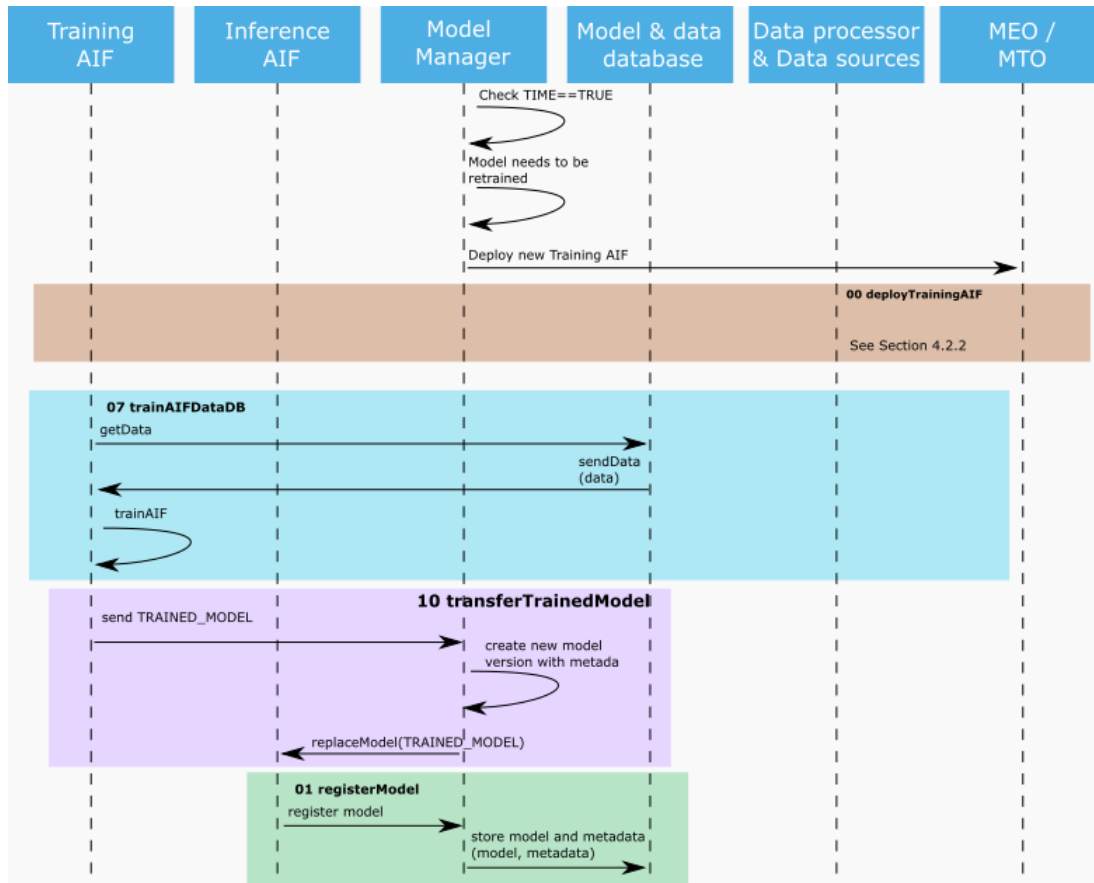 Training
AIF
Inference
AIF
Model
Manager
Model & data
database
Data processor
& Data sources
MEO /
MTO
Check TIME==TRUE
Model needs to be
retrained
Deploy new Training AIF
00 deployTrainingAIF
See Section 4.2.2
07 trainAIFDataDB
getData
sendData
(data)
trainAIF
10 transferTrainedModel
send TRAINED_MODEL
create new model
version with metada
replaceModel(TRAINED_MODEL)
01 registerModel
register model
store model and metadata
(model, metadata)